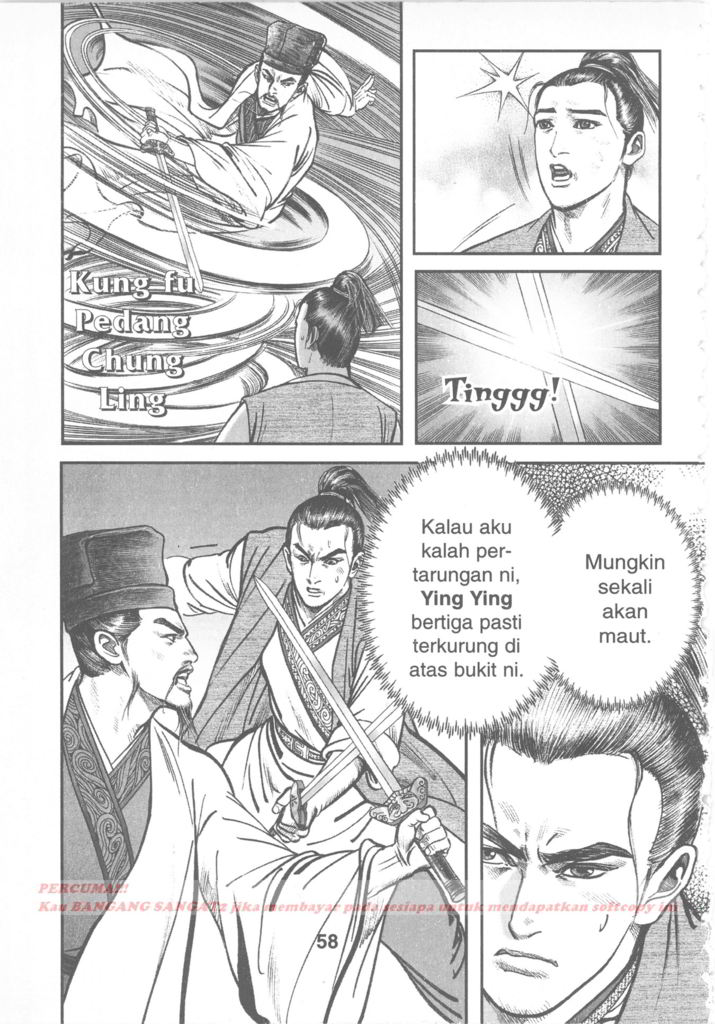 Kung fu
Pedang
Chung
Ling
Tinggg!
Kalau aku
kalah per-
tarungan ni,
Ying Ying
bertiga pasti
terkurung di
atas bukit ni.
Mungkin
sekali
akan
maut.
PERCUMA!!
Kau BANGANG SANGAT2 jika membayar pada sesiapa untuk mendapatkan softcopy ini
58